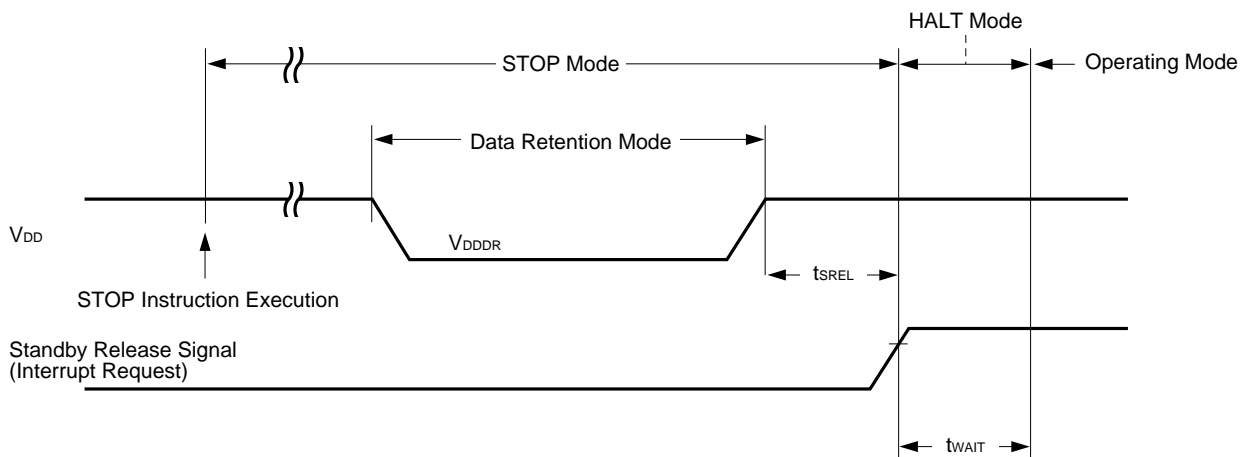 HALT Mode
STOP Mode
Operating Mode
Data Retention Mode
VDD
VDDDR
tSREL
STOP Instruction Execution
Standby Release Signal
(Interrupt Request)
tWAIT